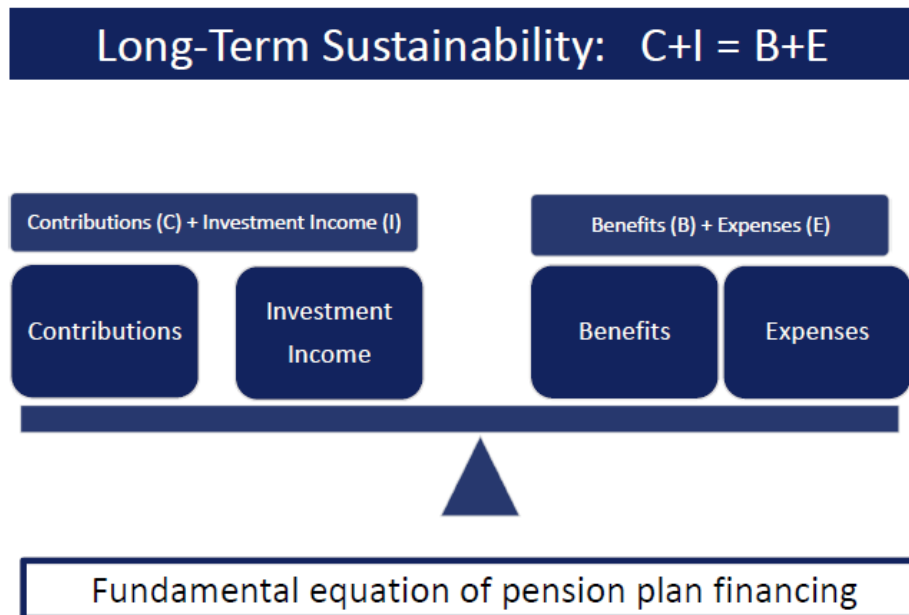 Long-Term Sustainability: C+I = B+E
Contributions (C) + Investment Income (I)
Benefits (B) + Expenses (E)
Contributions
Investment
Income
Benefits
Expenses
Fundamental equation of pension plan financing